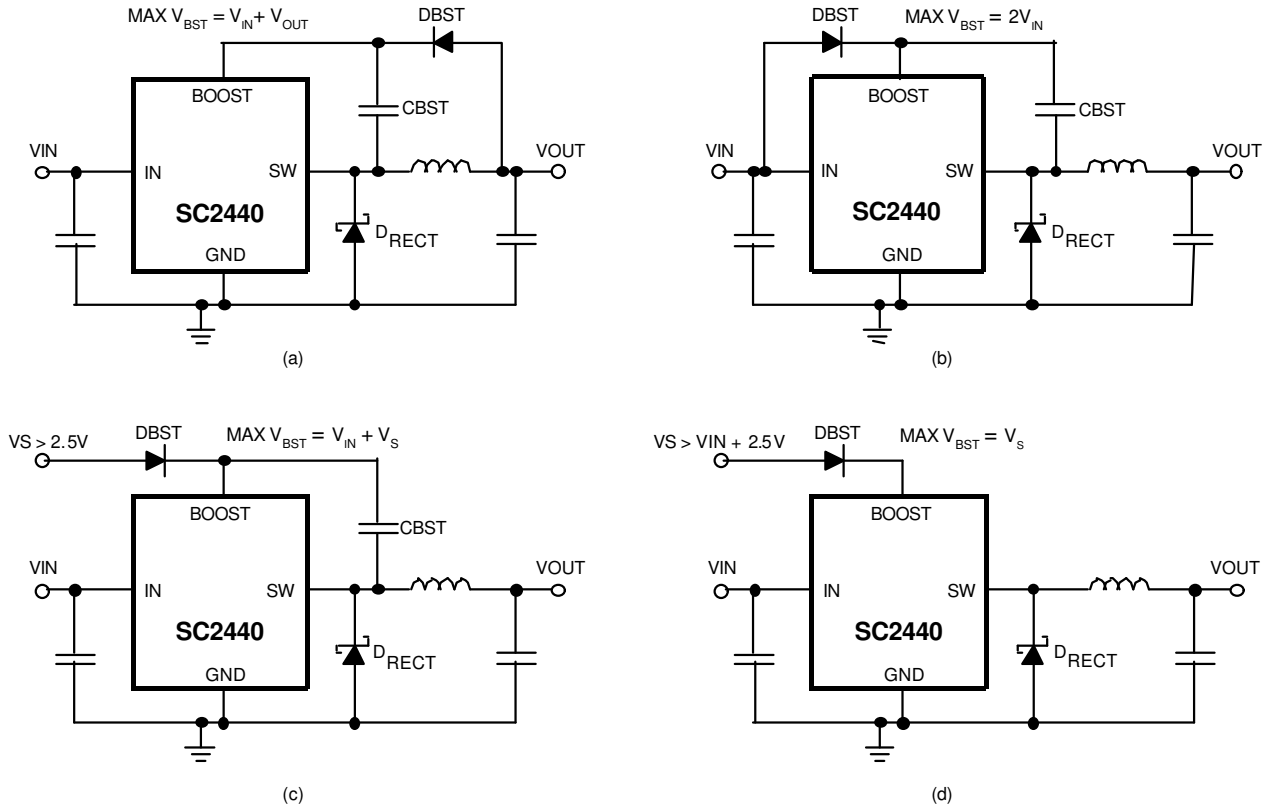 MAX V_BST = V_IN + V_OUT
DBST
BOOST
CBST
VIN
IN
SW
VOUT
SC2440
D_RECT
GND
(a)
DBST
MAX V_BST = 2V_IN
BOOST
CBST
VIN
IN
SW
VOUT
SC2440
D_RECT
GND
(b)
VS > 2.5V
DBST
MAX V_BST = V_IN + V_S
BOOST
CBST
VIN
IN
SW
VOUT
SC2440
D_RECT
GND
(c)
VS > VIN + 2.5V
DBST
MAX V_BST = V_S
BOOST
VIN
IN
SW
VOUT
SC2440
D_RECT
GND
(d)